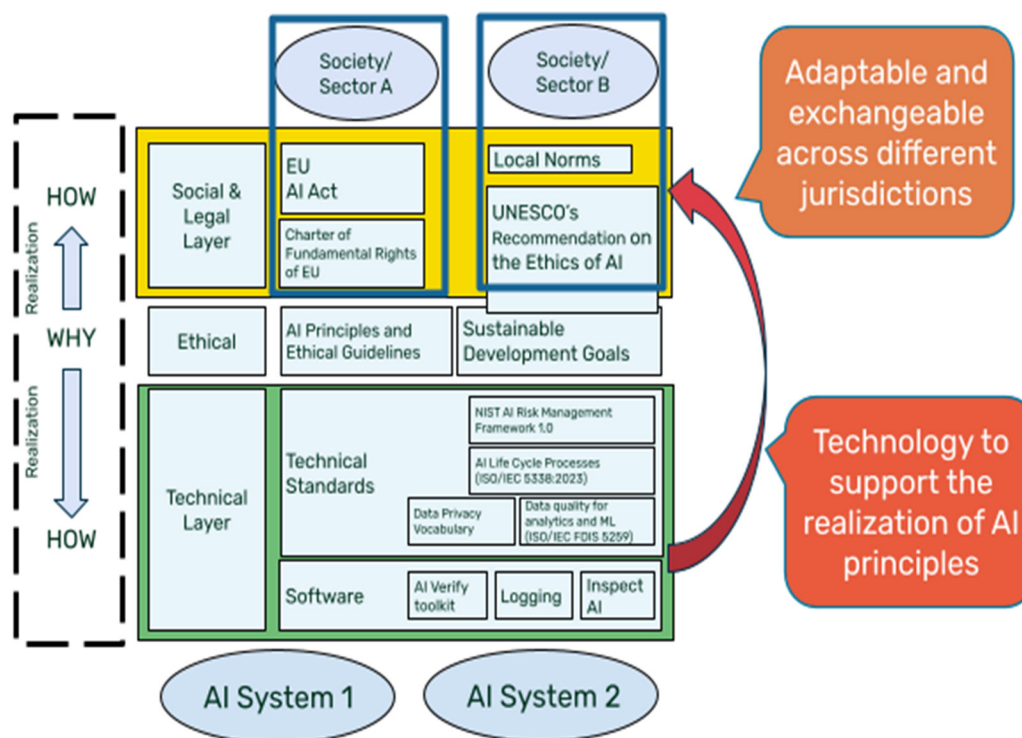 Society/
Sector A
Society/
Sector B
Adaptable and
exchangeable
across different
jurisdictions
HOW
Realization
WHY
Realization
HOW
Social &
Legal
Layer
EU
AI Act
Charter of
Fundamental Rights
of EU
Local Norms
UNESCO's
Recommendation on
the Ethics of AI
Ethical
AI Principles and
Ethical Guidelines
Sustainable
Development Goals
Technical
Layer
Technical
Standards
NIST AI Risk Management
Framework 1.0
AI Life Cycle Processes
(ISO/IEC 5338:2023)
Data Privacy
Vocabulary
Data quality for
analytics and ML
(ISO/IEC FDIS 5259)
Software
AI Verify
toolkit
Logging
Inspect
AI
Technology to
support the
realization of AI
principles
AI System 1
AI System 2